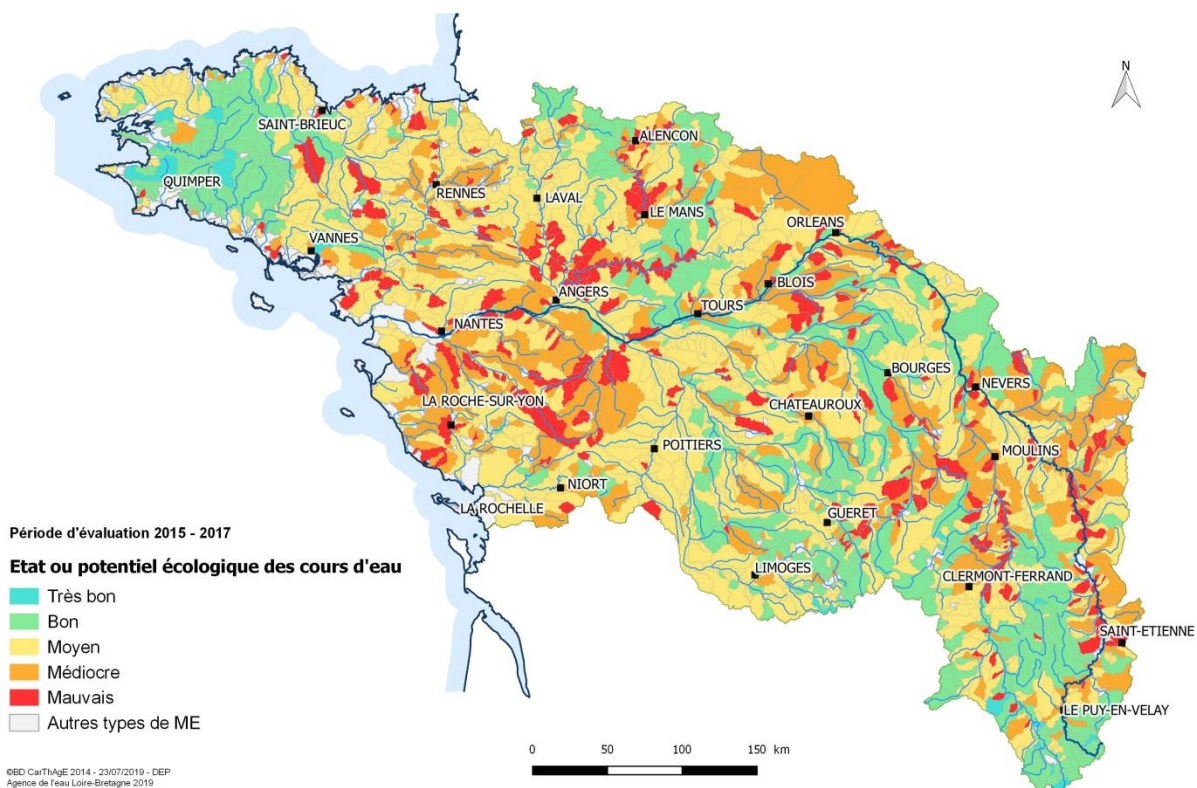 N
SAINT-BRIEUC
ALENCON
QUIMPER
RENNES
LAVAL
LE MANS
VANNES
ORLEANS
BLOIS
ANGERS
TOURS
NANTES
BOURGES
NEVERS
LA ROCHE-SUR-YON
CHATEAUROUX
POITIERS
MOULINS
NIORT
LA ROCHELLE
GUERET
LIMOGES
CLERMONT-FERRAND
SAINT-ETIENNE
LE PUY-EN-VELAY
Période d'évaluation 2015 - 2017
Etat ou potentiel écologique des cours d'eau
Très bon
Bon
Moyen
Médiocre
Mauvais
Autres types de ME
0 50 100 150 km
©BD CarThAgE 2014 - 23/07/2019 - DEP
Agence de l'eau Loire-Bretagne 2019